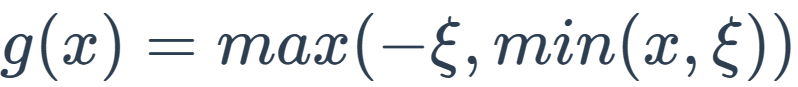 g(x) = max(−ξ, min(x, ξ))